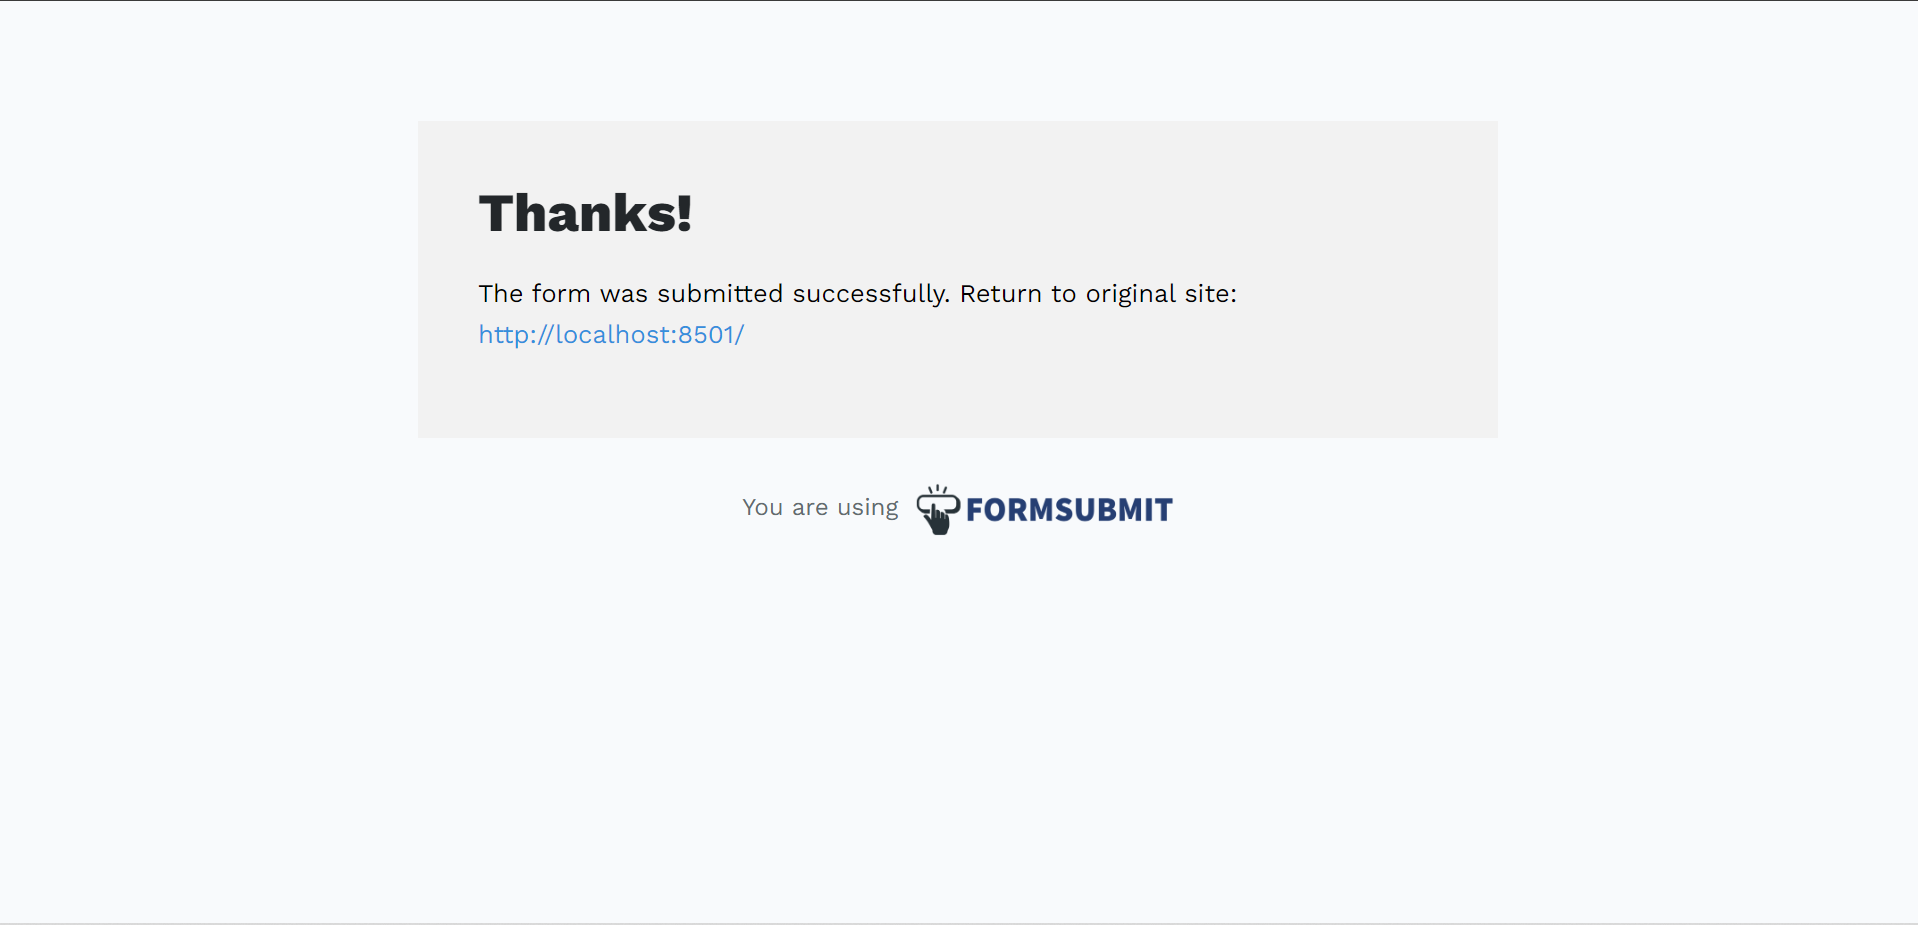 Thanks!
The form was submitted successfully. Return to original site:
http://localhost:8501/
You are using FORMSUBMIT